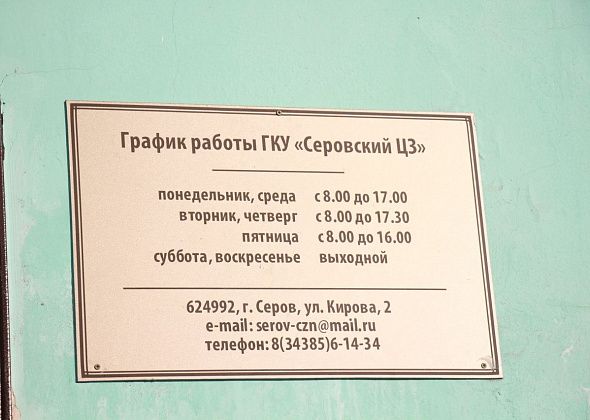 График работы ГКУ «Серовский ЦЗ»
понедельник, среда с 8.00 до 17.00
вторник, четверг с 8.00 до 17.30
пятница с 8.00 до 16.00
суббота, воскресенье выходной
624992, г. Серов, ул. Кирова, 2
e-mail: serov-czn@mail.ru
телефон: 8(34385)6-14-34